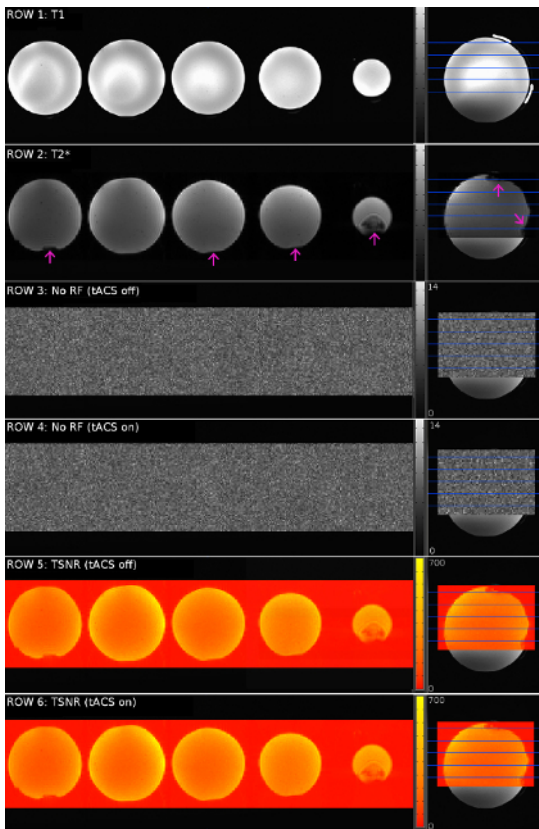 ROW 1: T1
ROW 2: T2*
ROW 3: No RF (tACS off)
14
0
ROW 4: No RF (tACS on)
14
0
ROW 5: TSNR (tACS off)
700
0
ROW 6: TSNR (tACS on)
700
0